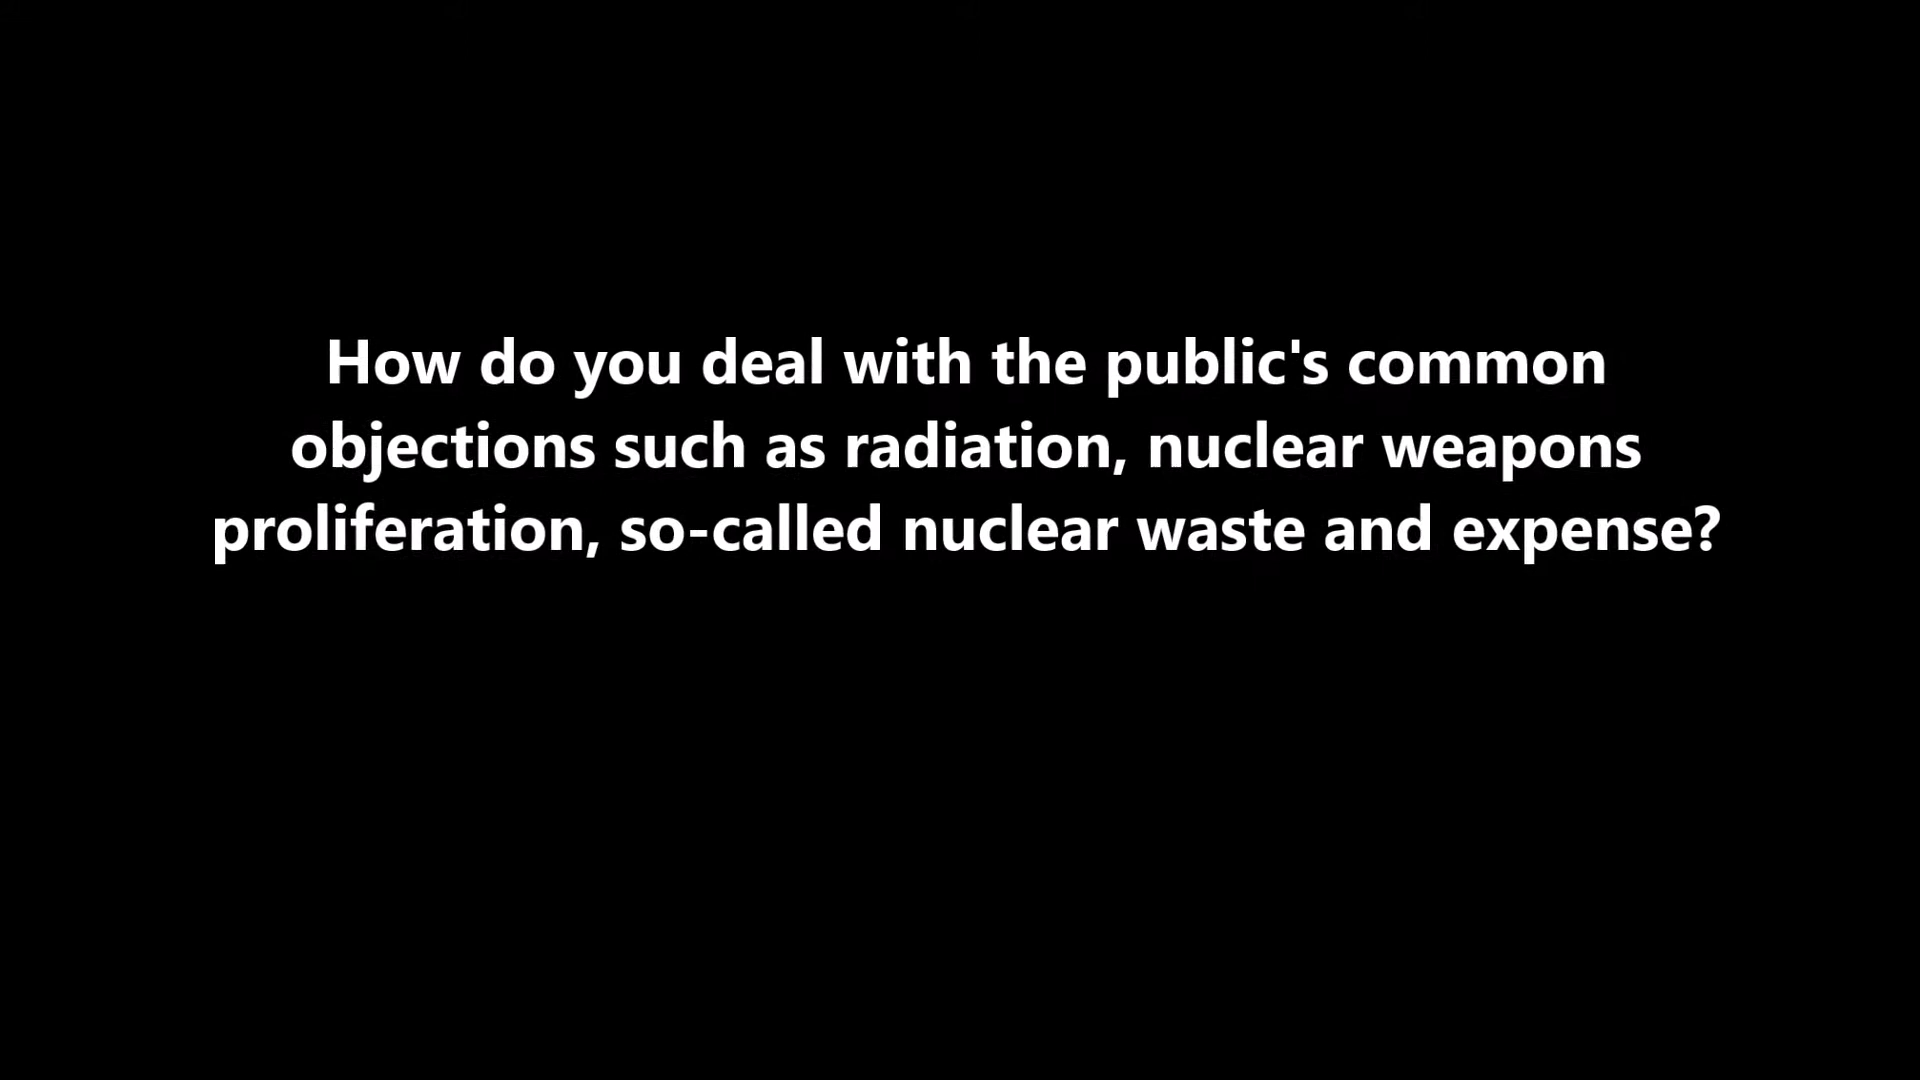 How do you deal with the public's common
objections such as radiation, nuclear weapons
proliferation, so-called nuclear waste and expense?